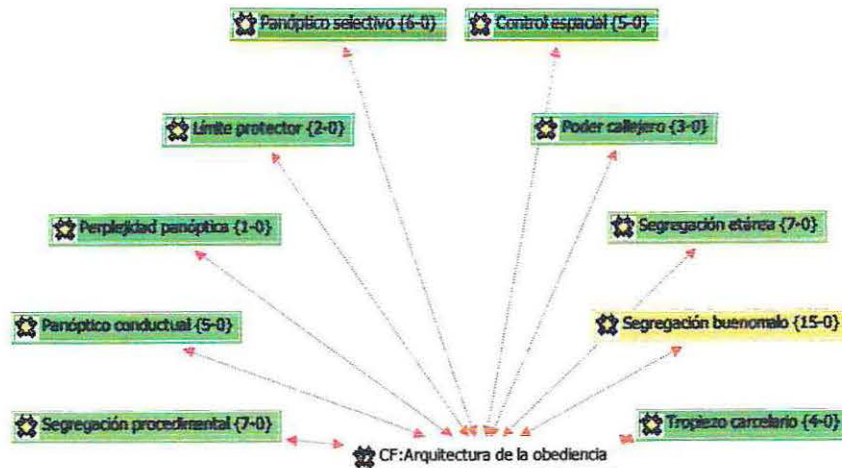 Panóptico selectivo {6-0}
Control espacial {5-0}
Límite protector {2-0}
Poder callejero {3-0}
Perplejidad panóptica {1-0}
Segregación etárea {7-0}
Panóptico conductual {5-0}
Segregación buenomalo {15-0}
Segregación procedimental {7-0}
Tropiezo carcelario {4-0}
CF:Arquitectura de la obediencia